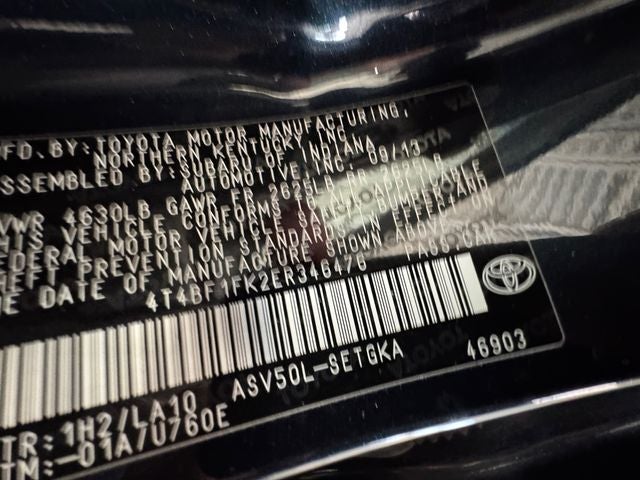 MFD.BY: TOYOTA MOTOR MANUFACTURING,
NORTHERN KENTUCKY, INC.
ASSEMBLED BY: SUBARU OF INDIANA
AUTOMOTIVE, INC. 09/13
GVWR 4630LB GAWR FR 2625LB RR
THIS VEHICLE CONFORMS TO ALL APPLICABLE
FEDERAL MOTOR VEHICLE SAFETY, BUMPER, AND
THEFT PREVENTION STANDARDS IN EFFECT ON
THE DATE OF MANUFACTURE SHOWN ABOVE.
4T4BF1FK2ER346476 PASS.CAR
ASV50L-SETGKA 46903
TR: 1H2/LA10
TM: -01A/U760E